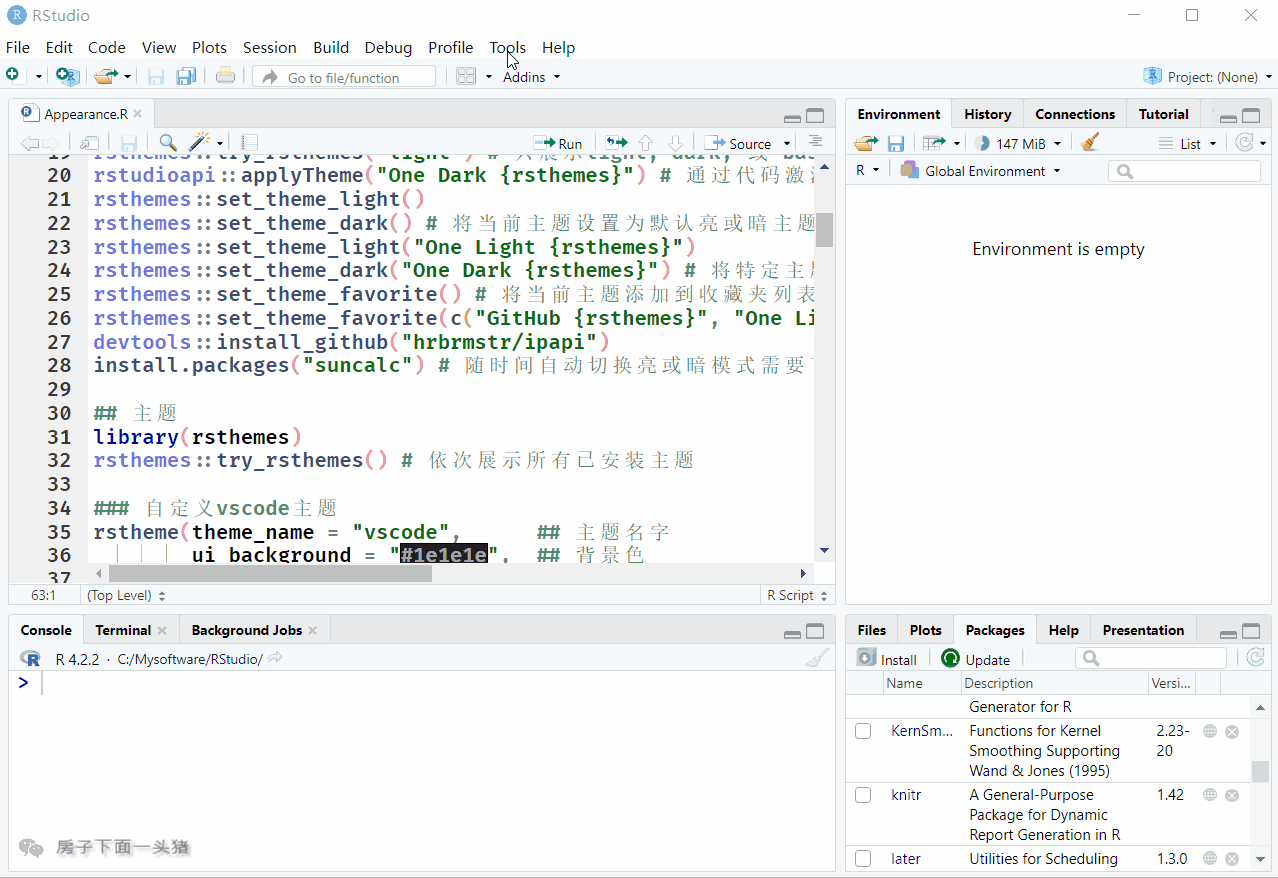 RStudio
File Edit Code View Plots Session Build Debug Profile Tools Help
Go to file/function Addins Project: (None)
Appearance.R
Run Source
20 rstudioapi::applyTheme("One Dark {rsthemes}") # 通过代码激
21 rsthemes::set_theme_light()
22 rsthemes::set_theme_dark() # 将当前主题设置为默认亮或暗主题
23 rsthemes::set_theme_light("One Light {rsthemes}")
24 rsthemes::set_theme_dark("One Dark {rsthemes}") # 将特定主
25 rsthemes::set_theme_favorite() # 将当前主题添加到收藏夹列表
26 rsthemes::set_theme_favorite(c("GitHub {rsthemes}", "One Li
27 devtools::install_github("hrbrmstr/ipapi")
28 install.packages("suncalc") # 随时间自动切换亮或暗模式需要
29
30 ## 主题
31 library(rsthemes)
32 rsthemes::try_rsthemes() # 依次展示所有已安装主题
33
34 ### 自定义vscode主题
35 rstheme(theme_name = "vscode", ## 主题名字
36 ui_background = "#1e1e1e", ## 背景色
37
63:1 (Top Level) R Script
Console Terminal Background Jobs
R 4.2.2 · C:/Mysoftware/RStudio/
>
房子下面一头猪
Environment History Connections Tutorial
147 MiB List
R Global Environment
Environment is empty
Files Plots Packages Help Presentation
Install Update
Name Description Versi...
Generator for R
KernSm... Functions for Kernel 2.23-
Smoothing Supporting 20
Wand & Jones (1995)
knitr A General-Purpose 1.42
Package for Dynamic
Report Generation in R
later Utilities for Scheduling 1.3.0